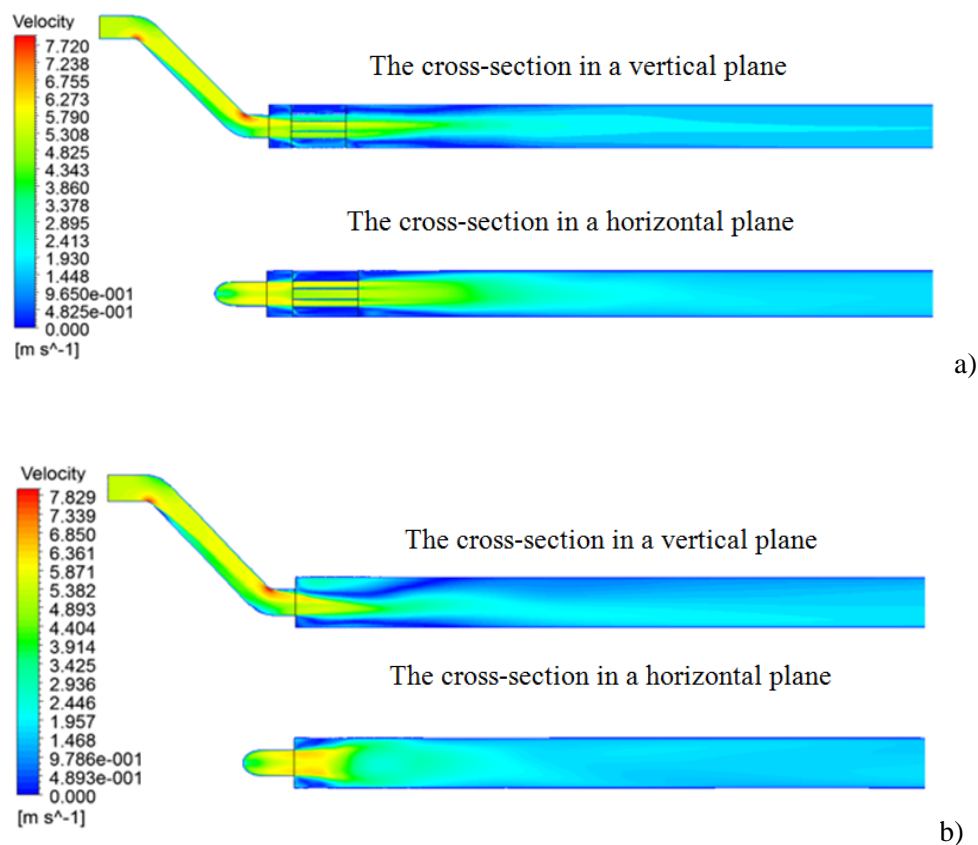 Velocity
7.720
7.238
6.755
6.273
5.790
5.308
4.825
4.343
3.860
3.378
2.895
2.413
1.930
1.448
9.650e-001
4.825e-001
0.000
[m s^-1]
The cross-section in a vertical plane
The cross-section in a horizontal plane
a)
Velocity
7.829
7.339
6.850
6.361
5.871
5.382
4.893
4.404
3.914
3.425
2.936
2.446
1.957
1.468
9.786e-001
4.893e-001
0.000
[m s^-1]
The cross-section in a vertical plane
The cross-section in a horizontal plane
b)